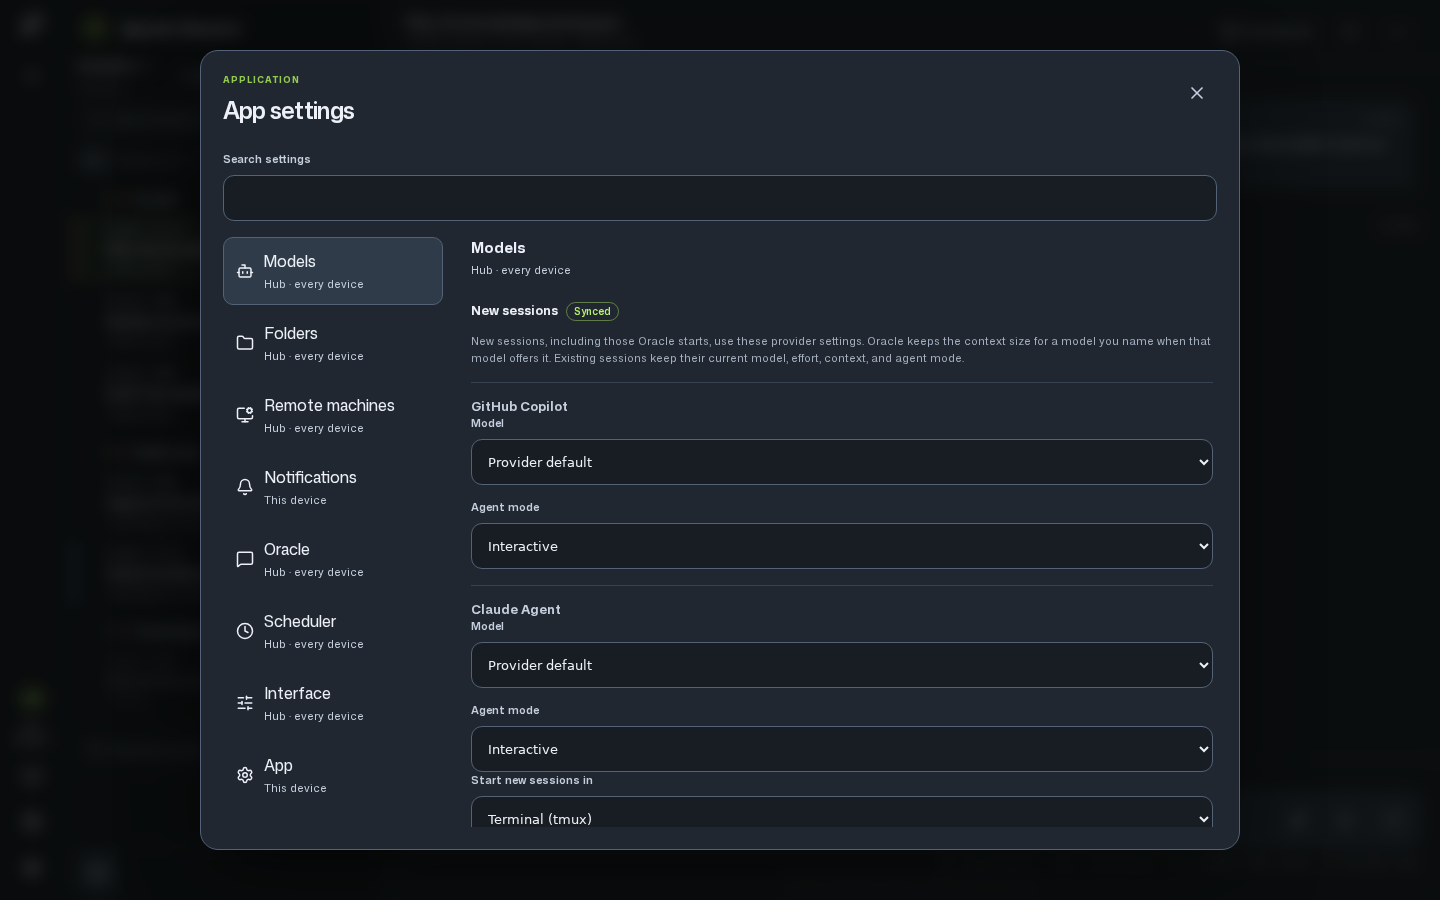 APPLICATION
App settings
Search settings
Models
Hub · every device
Folders
Hub · every device
Remote machines
Hub · every device
Notifications
This device
Oracle
Hub · every device
Scheduler
Hub · every device
Interface
Hub · every device
App
This device
Models
Hub · every device
New sessions Synced
New sessions, including those Oracle starts, use these provider settings. Oracle keeps the context size for a model you name when that
model offers it. Existing sessions keep their current model, effort, context, and agent mode.
GitHub Copilot
Model
Provider default
Agent mode
Interactive
Claude Agent
Model
Provider default
Agent mode
Interactive
Start new sessions in
Terminal (tmux)